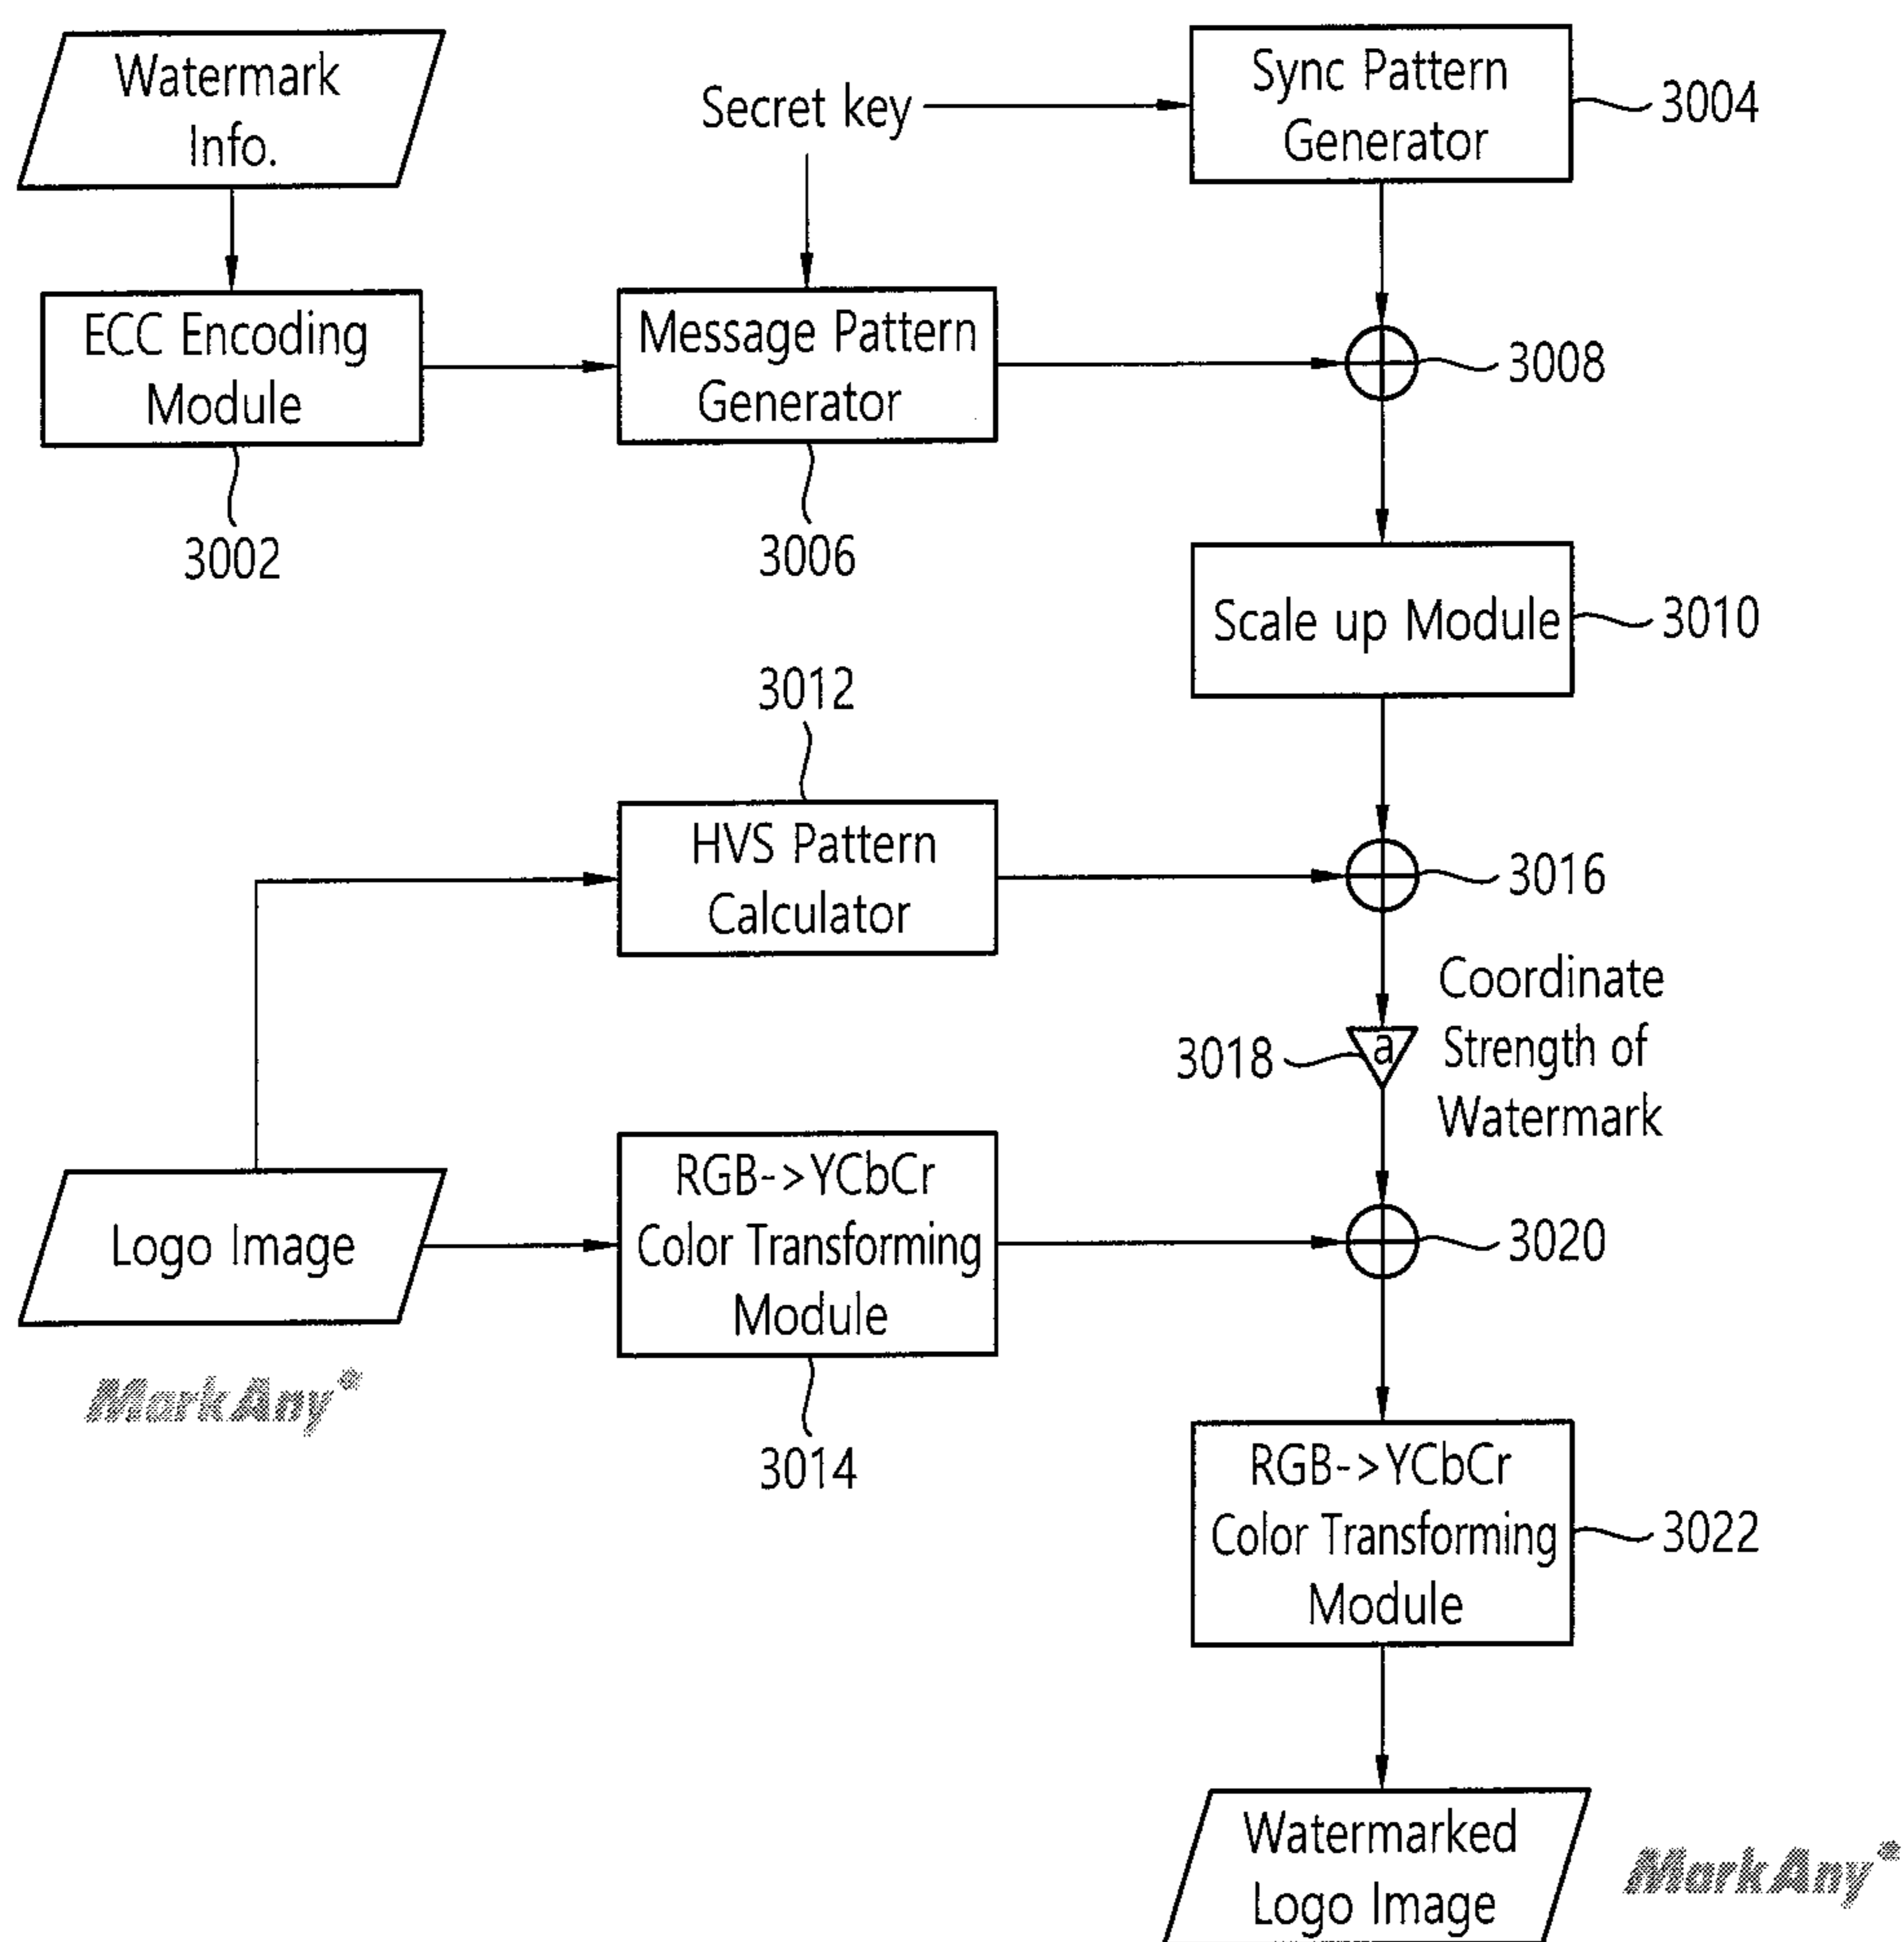 Watermark
Info.
Secret key
Sync Pattern
Generator
3004
ECC Encoding
Module
3002
Message Pattern
Generator
3006
3008
Scale up Module
3010
3012
HVS Pattern
Calculator
3016
Coordinate
Strength of
Watermark
3018
a
Logo Image
MarkAny
RGB->YCbCr
Color Transforming
Module
3014
3020
RGB->YCbCr
Color Transforming
Module
3022
Watermarked
Logo Image
MarkAny